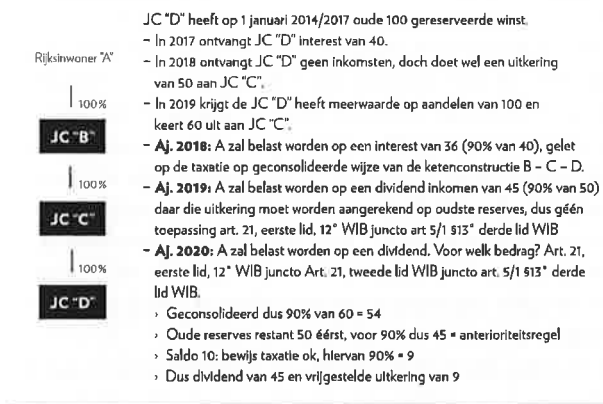 JC “D” heeft op 1 januari 2014/2017 oude 100 gereserveerde winst.
– In 2017 ontvangt JC “D” interest van 40.
– In 2018 ontvangt JC “D” geen inkomsten, doch doet wel een uitkering
van 50 aan JC “C”.
– In 2019 krijgt de JC “D” heeft meerwaarde op aandelen van 100 en
keert 60 uit aan JC “C”.
– Aj. 2018: A zal belast worden op een interest van 36 (90% van 40), gelet
op de taxatie op geconsolideerde wijze van de ketenconstructie B – C – D.
– Aj. 2019: A zal belast worden op een dividend inkomen van 45 (90% van 50)
daar die uitkering moet worden aangerekend op oudste reserves, dus géén
toepassing art. 21, eerste lid, 12° WIB juncto art 5/1 §13° derde lid WIB
– Aj. 2020: A zal belast worden op een dividend. Voor welk bedrag? Art. 21,
eerste lid, 12° WIB juncto Art. 21, tweede lid WIB juncto art. 5/1 §13° derde
lid WIB.
› Geconsolideerd dus 90% van 60 = 54
› Oude reserves restant 50 éérst, voor 90% dus 45 = anterioriteitsregel
› Saldo 10: bewijs taxatie ok, hiervan 90% = 9
› Dus dividend van 45 en vrijgestelde uitkering van 9
Rijksinwoner “A”
100%
JC “B”
100%
JC “C”
100%
JC “D”